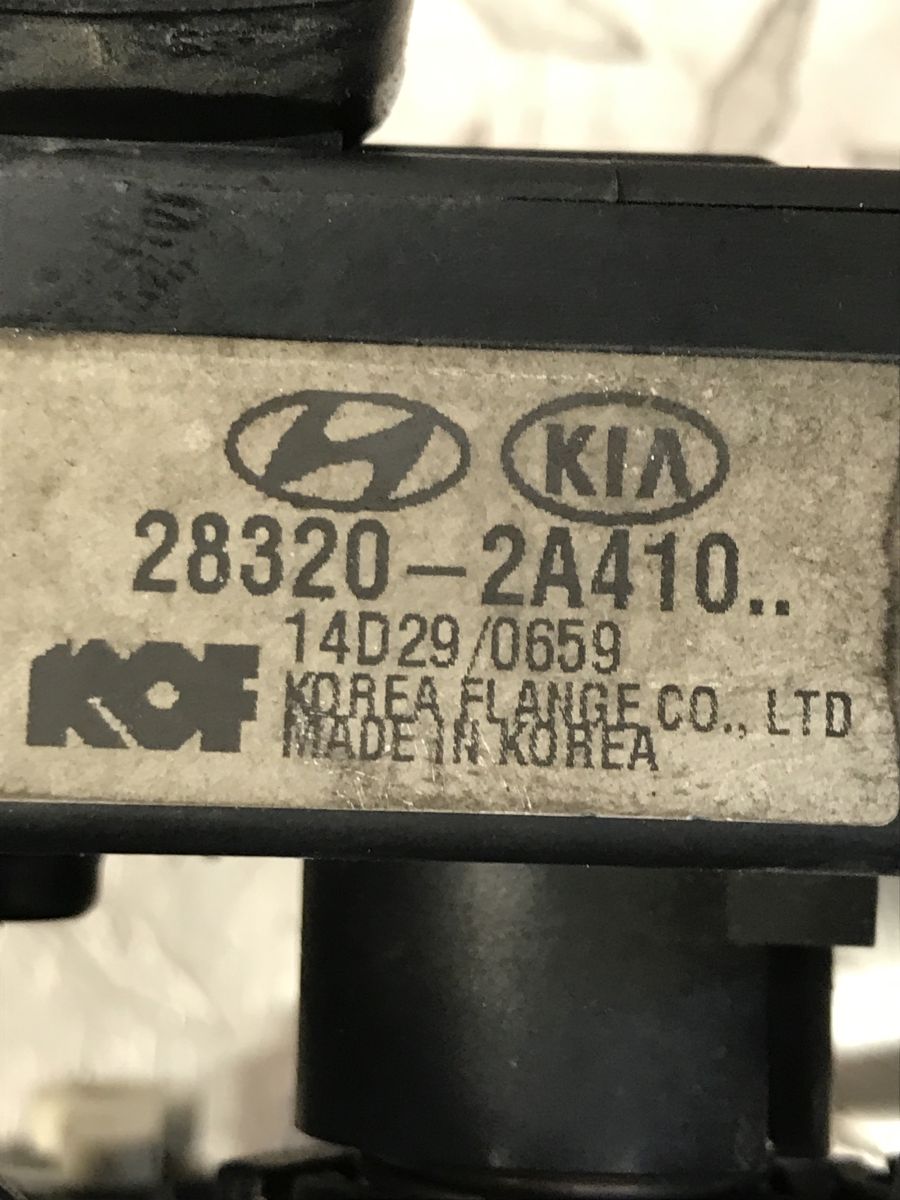 KIA
28320-2A410..
14D29/0659
KOF
KOREA FLANGE CO., LTD
MADE IN KOREA